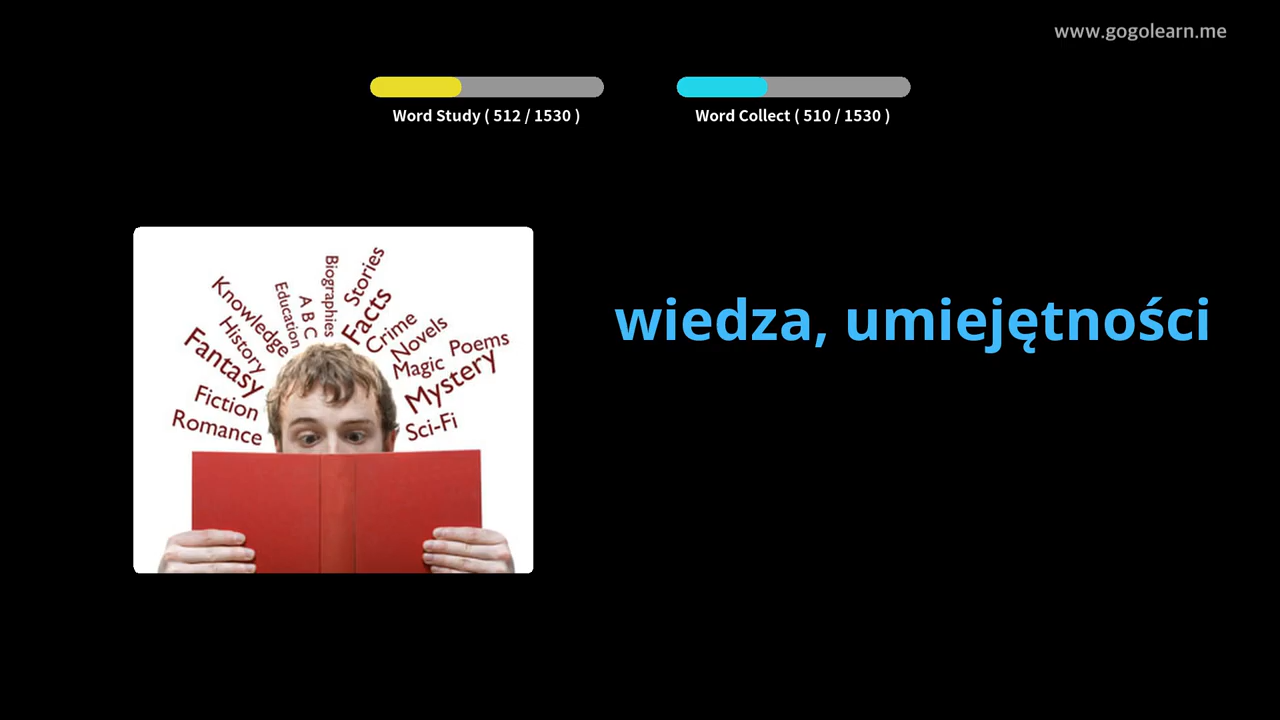 www.gogolearn.me
Word Study ( 512 / 1530 )
Word Collect ( 510 / 1530 )
wiedza, umiejętności
Knowledge
Education
A B C
Biographies
Stories
Facts
History
Crime
Novels
Fantasy
Magic
Poems
Mystery
Fiction
Romance
Sci-Fi